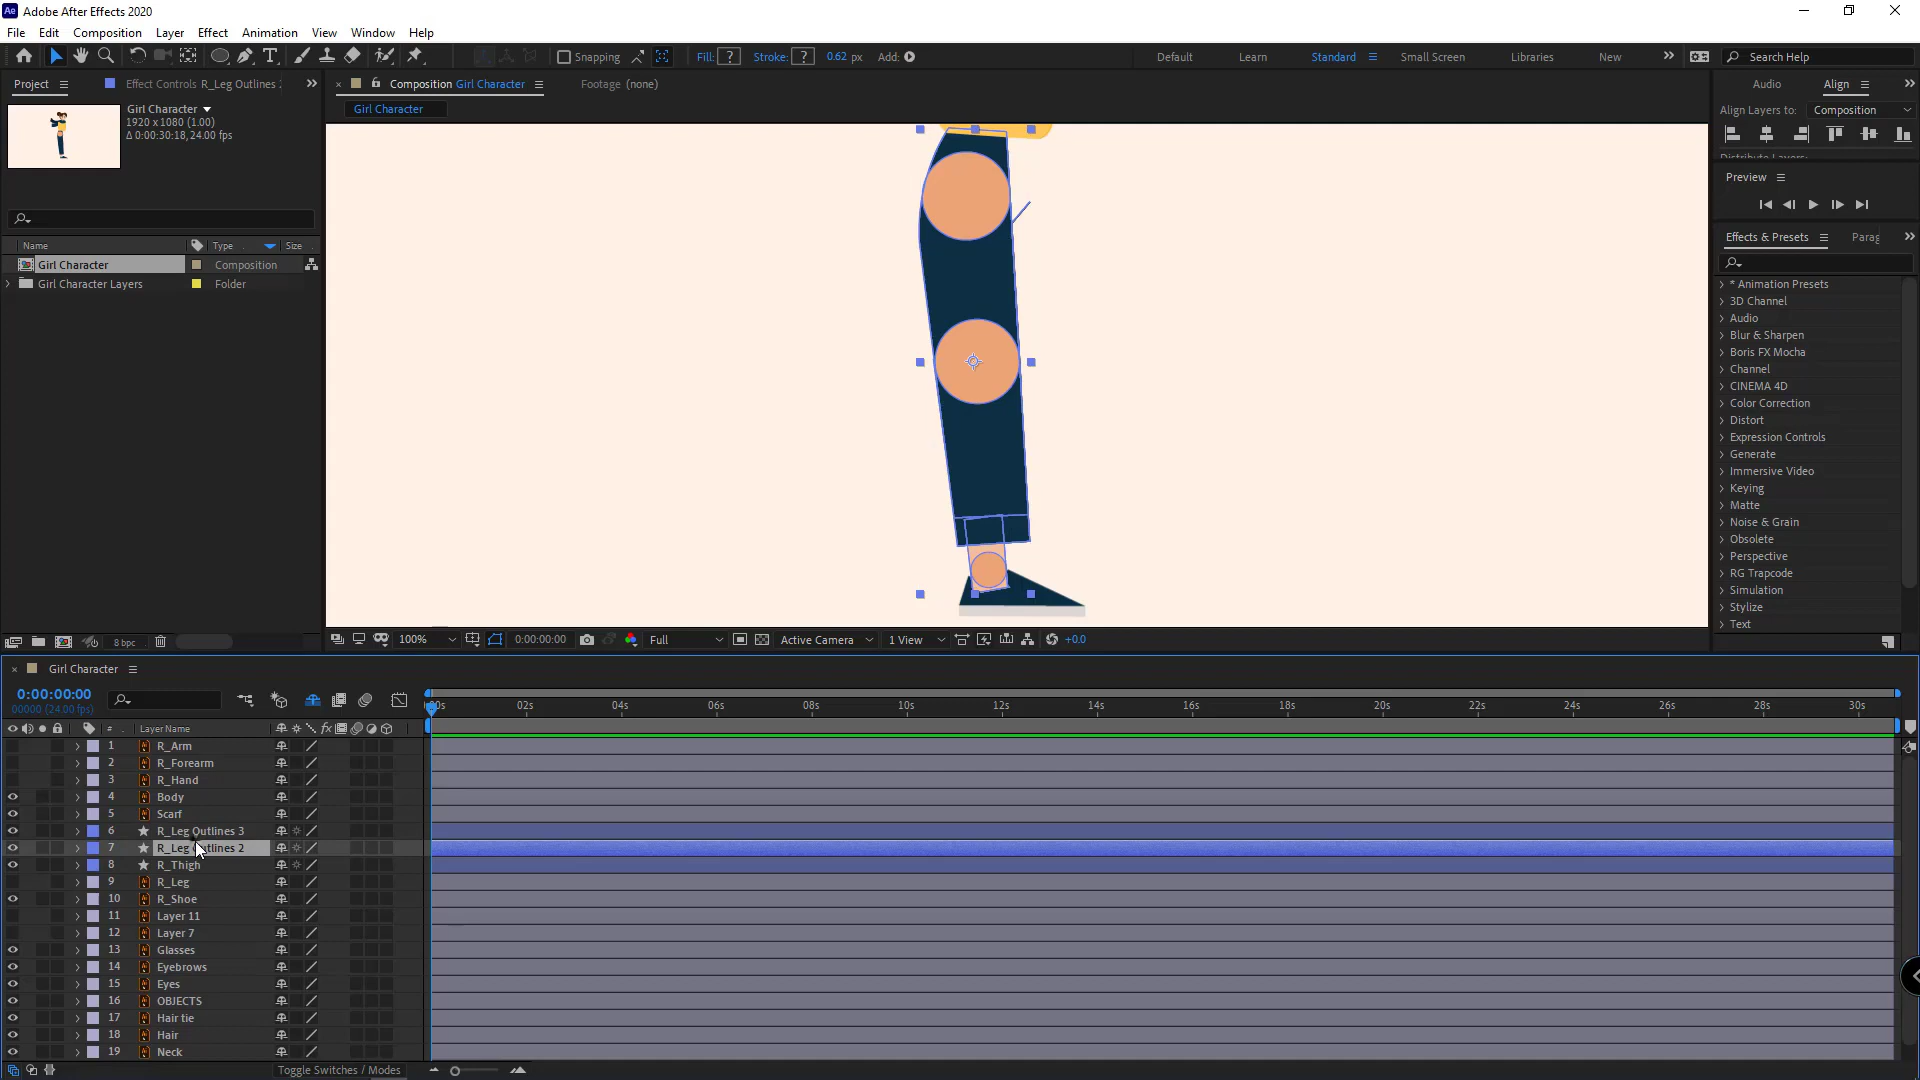 Adobe After Effects 2020
File Edit Composition Layer Effect Animation View Window Help
Snapping Fill: ? Stroke: ? 0.62 px Add: Default Learn Standard Small Screen Libraries New Search Help
Project Effect Controls R_Leg Outlines Composition Girl Character Footage (none) Audio Align
Girl Character
1920 x 1080 (1.00)
Δ 0:00:30:18, 24.00 fps
Girl Character
Align Layers to: Composition
Distribute Layers:
Preview
Effects & Presets Parag
Name Type Size
Girl Character Composition
Girl Character Layers Folder
* Animation Presets
3D Channel
Audio
Blur & Sharpen
Boris FX Mocha
Channel
CINEMA 4D
Color Correction
Distort
Expression Controls
Generate
Immersive Video
Keying
Matte
Noise & Grain
Obsolete
Perspective
RG Trapcode
Simulation
Stylize
Text
8 bpc 100% 0:00:00:00 Full Active Camera 1 View +0.0
Girl Character
0:00:00:00
00000 (24.00 fps)
:00s 02s 04s 06s 08s 10s 12s 14s 16s 18s 20s 22s 24s 26s 28s 30s
# Layer Name fx
1 R_Arm
2 R_Forearm
3 R_Hand
4 Body
5 Scarf
6 R_Leg Outlines 3
7 R_Leg Outlines 2
8 R_Thigh
9 R_Leg
10 R_Shoe
11 Layer 11
12 Layer 7
13 Glasses
14 Eyebrows
15 Eyes
16 OBJECTS
17 Hair tie
18 Hair
19 Neck
Toggle Switches / Modes